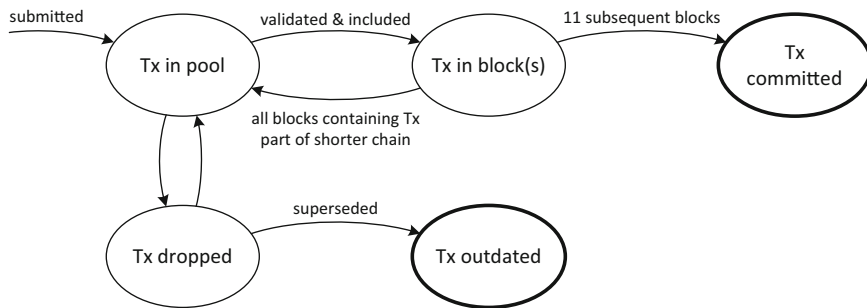 submitted
validated & included
11 subsequent blocks
Tx in pool
Tx in block(s)
Tx
committed
all blocks containing Tx
part of shorter chain
superseded
Tx dropped
Tx outdated